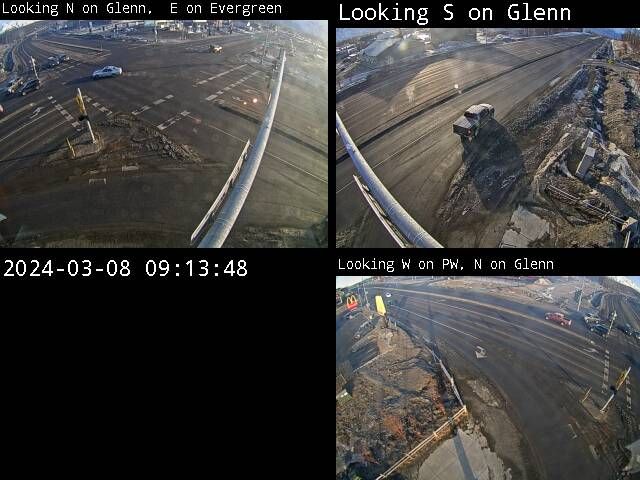 Looking N on Glenn, E on Evergreen
Looking S on Glenn
2024-03-08 09:13:48
Looking W on PW, N on Glenn